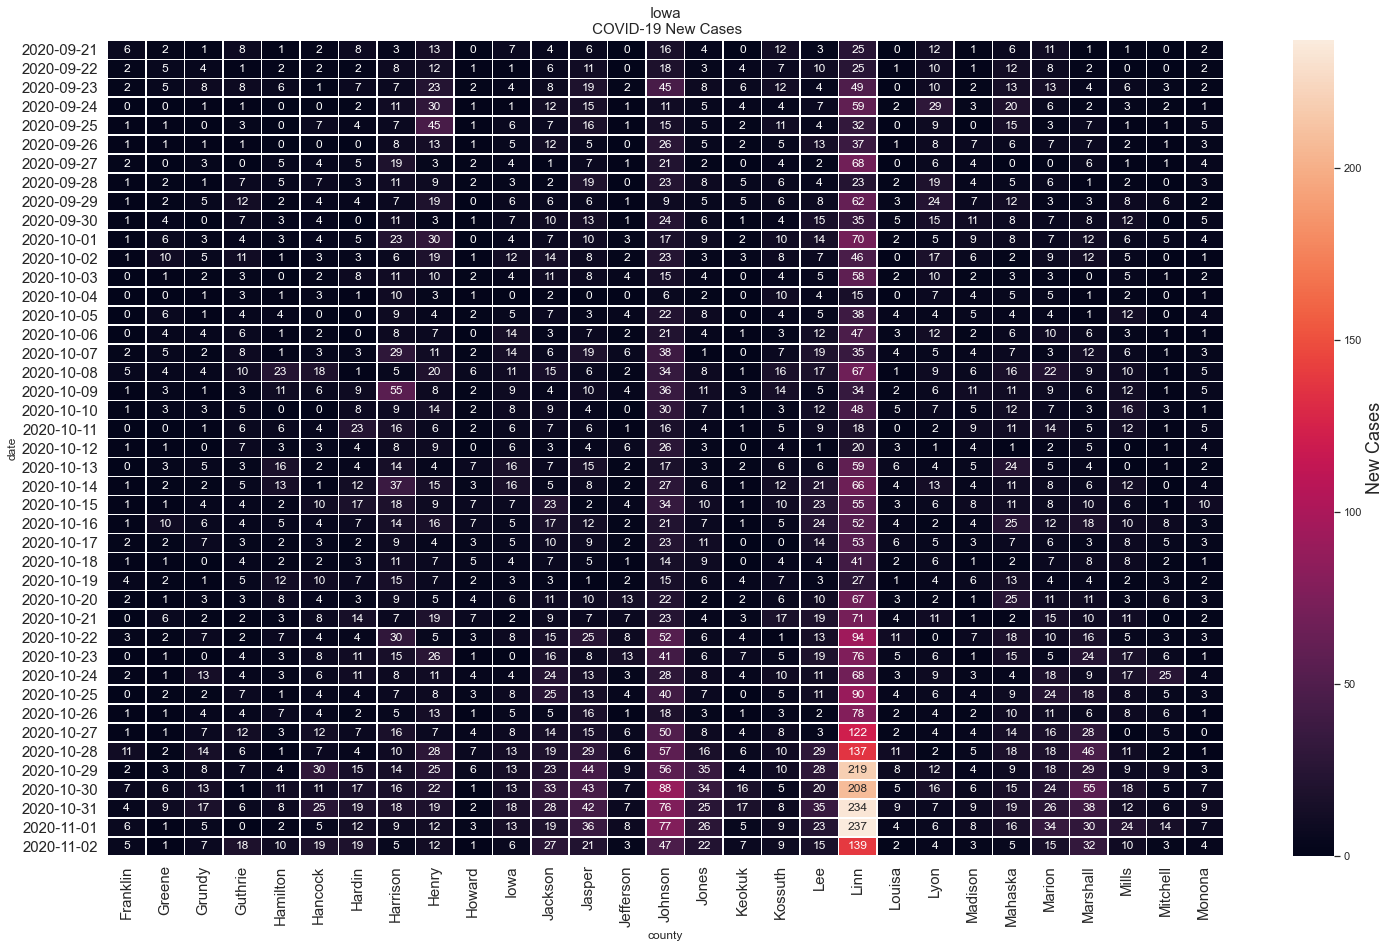 Iowa
COVID-19 New Cases
2020-09-21 6 2 1 8 1 2 8 3 13 0 7 4 6 0 16 4 0 12 3 25 0 12 1 6 11 1 1 0 2
2020-09-22 2 5 4 1 2 2 2 8 12 1 1 6 11 0 18 3 4 7 10 25 1 10 1 12 8 2 0 0 2
2020-09-23 2 5 8 8 6 1 7 7 23 2 4 8 19 2 45 8 6 12 4 49 0 10 2 13 13 4 6 3 2
2020-09-24 0 0 1 1 0 0 2 11 30 1 1 12 15 1 11 5 4 4 7 59 2 29 3 20 6 2 3 2 1
2020-09-25 1 1 0 3 0 7 4 7 45 1 6 7 16 1 15 5 2 11 4 32 0 9 0 15 3 7 1 1 5
2020-09-26 1 1 1 1 0 0 0 8 13 1 5 12 5 0 26 5 2 5 13 37 1 8 7 6 7 7 2 1 3
2020-09-27 2 0 3 0 5 4 5 19 3 2 4 1 7 1 21 2 0 4 2 68 0 6 4 0 0 6 1 1 4
2020-09-28 1 2 1 7 5 7 3 11 9 2 3 2 19 0 23 8 5 6 4 23 2 19 4 5 6 1 2 0 3
2020-09-29 1 2 5 12 2 4 4 7 19 0 6 6 6 1 9 5 5 6 8 62 3 24 7 12 3 3 8 6 2
2020-09-30 1 4 0 7 3 4 0 11 3 1 7 10 13 1 24 6 1 4 15 35 5 15 11 8 7 8 12 0 5
2020-10-01 1 6 3 4 3 4 5 23 30 0 4 7 10 3 17 9 2 10 14 70 2 5 9 8 7 12 6 5 4
2020-10-02 1 10 5 11 1 3 3 6 19 1 12 14 8 2 23 3 3 8 7 46 0 17 6 2 9 12 5 0 1
2020-10-03 0 1 2 3 0 2 8 11 10 2 4 11 8 4 15 4 0 4 5 58 2 10 2 3 3 0 5 1 2
2020-10-04 0 0 1 3 1 3 1 10 3 1 0 2 0 0 6 2 0 10 4 15 0 7 4 5 5 1 2 0 1
2020-10-05 0 6 1 4 4 0 0 9 4 2 5 7 3 4 22 8 0 4 5 38 4 4 5 4 4 1 12 0 4
2020-10-06 0 4 4 6 1 2 0 8 7 0 14 3 7 2 21 4 1 3 12 47 3 12 2 6 10 6 3 1 1
2020-10-07 2 5 2 8 1 3 3 29 11 2 14 6 19 6 38 1 0 7 19 35 4 5 4 7 3 12 6 1 3
2020-10-08 5 4 4 10 23 18 1 5 20 6 11 15 6 2 34 8 1 16 17 67 1 9 6 16 22 9 10 1 5
2020-10-09 1 3 1 3 11 6 9 55 8 2 9 4 10 4 36 11 3 14 5 34 2 6 11 11 9 6 12 1 5
2020-10-10 1 3 3 5 0 0 8 9 14 2 8 9 4 0 30 7 1 3 12 48 5 7 5 12 7 3 16 3 1
2020-10-11 0 0 1 6 6 4 23 16 6 2 6 7 6 1 16 4 1 5 9 18 0 2 9 11 14 5 12 1 5
2020-10-12 1 1 0 7 3 3 4 8 9 0 6 3 4 6 26 3 0 4 1 20 3 1 4 1 2 5 0 1 4
2020-10-13 0 3 5 3 16 2 4 14 4 7 16 7 15 2 17 3 2 6 6 59 6 4 5 24 5 4 0 1 2
2020-10-14 1 2 2 5 13 1 12 37 15 3 16 5 8 2 27 6 1 12 21 66 4 13 4 11 8 6 12 0 4
2020-10-15 1 1 4 4 2 10 17 18 9 7 7 23 2 4 34 10 1 10 23 55 3 6 8 11 8 10 6 1 10
2020-10-16 1 10 6 4 5 4 7 14 16 7 5 17 12 2 21 7 1 5 24 52 4 2 4 25 12 18 10 8 3
2020-10-17 2 2 7 3 2 3 2 9 4 3 5 10 9 2 23 11 0 0 14 53 6 5 3 7 6 3 8 5 3
2020-10-18 1 1 0 4 2 2 3 11 7 5 4 7 5 1 14 9 0 4 4 41 2 6 1 2 7 8 8 2 1
2020-10-19 4 2 1 5 12 10 7 15 7 2 3 3 1 2 15 6 4 7 3 27 1 4 6 13 4 4 2 3 2
2020-10-20 2 1 3 3 8 4 3 9 5 4 6 11 10 13 22 2 2 6 10 67 3 2 1 25 11 11 3 6 3
2020-10-21 0 6 2 2 3 8 14 7 19 7 2 9 7 7 23 4 3 17 19 71 4 11 1 2 15 10 11 0 2
2020-10-22 3 2 7 2 7 4 4 30 5 3 8 15 25 8 52 6 4 1 13 94 11 0 7 18 10 16 5 3 3
2020-10-23 0 1 0 4 3 8 11 15 26 1 0 16 8 13 41 6 7 5 19 76 5 6 1 15 5 24 17 6 1
2020-10-24 2 1 13 4 3 6 11 8 11 4 4 24 13 3 28 8 4 10 11 68 3 9 3 4 18 9 17 25 4
2020-10-25 0 2 2 7 1 4 4 7 8 3 8 25 13 4 40 7 0 5 11 90 4 6 4 9 24 18 8 5 3
2020-10-26 1 1 4 4 7 4 2 5 13 1 5 5 16 1 18 3 1 3 2 78 2 4 2 10 11 6 8 6 1
2020-10-27 1 1 7 12 3 12 7 16 7 4 8 14 15 6 50 8 4 8 3 122 2 4 4 14 16 28 0 5 0
2020-10-28 11 2 14 6 1 7 4 10 28 7 13 19 29 6 57 16 6 10 29 137 11 2 5 18 18 46 11 2 1
2020-10-29 2 3 8 7 4 30 15 14 25 6 13 23 44 9 56 35 4 10 28 219 8 12 4 9 18 29 9 9 3
2020-10-30 7 6 13 1 11 11 17 16 22 1 13 33 43 7 88 34 16 5 20 208 5 16 6 15 24 55 18 5 7
2020-10-31 4 9 17 6 8 25 19 18 19 2 18 28 42 7 76 25 17 8 35 234 9 7 9 19 26 38 12 6 9
2020-11-01 6 1 5 0 2 5 12 9 12 3 13 19 36 8 77 26 5 9 23 237 4 6 8 16 34 30 24 14 7
2020-11-02 5 1 7 18 10 19 19 5 12 1 6 27 21 3 47 22 7 9 15 139 2 4 3 5 15 32 10 3 4
Franklin Greene Grundy Guthrie Hamilton Hancock Hardin Harrison Henry Howard Iowa Jackson Jasper Jefferson Johnson Jones Keokuk Kossuth Lee Linn Louisa Lyon Madison Mahaska Marion Marshall Mills Mitchell Monona
county
date
200
150
100
50
0
New Cases